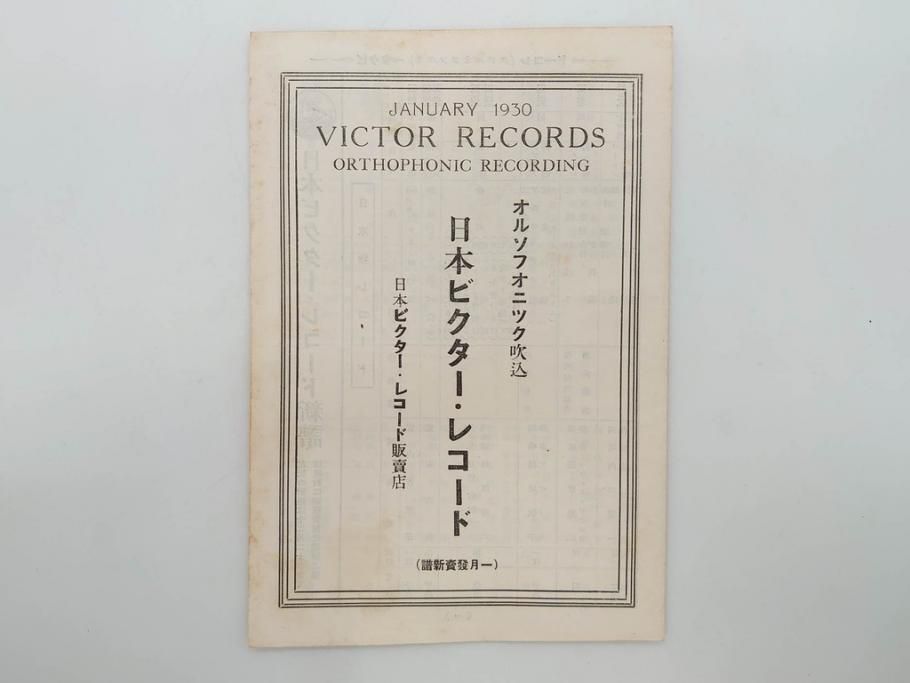 JANUARY 1930
VICTOR RECORDS
ORTHOPHONIC RECORDING
オルソフオニツク吹込
日本ビクター・レコード
日本ビクター・レコード販賣店
(一月發賣新譜)